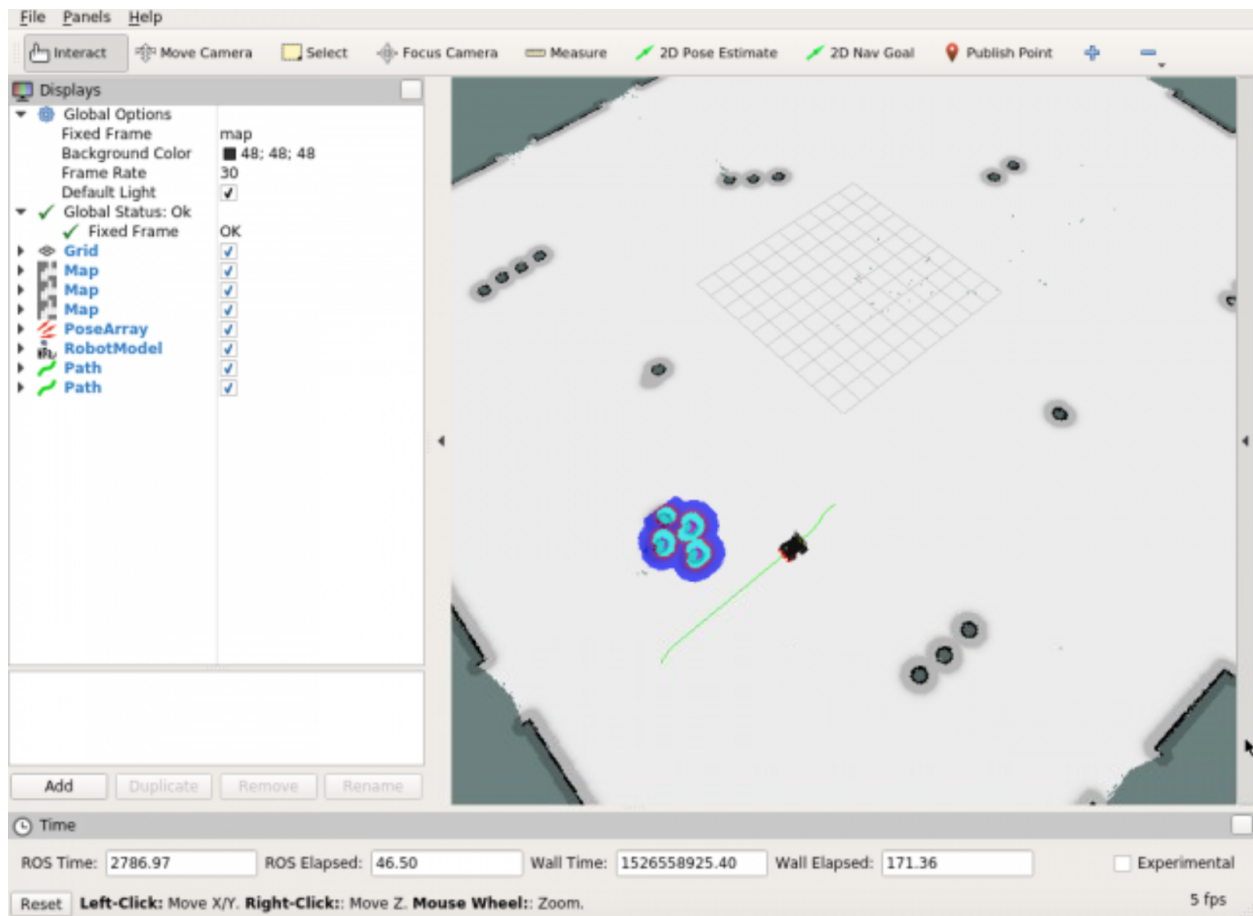 File Panels Help
Interact Move Camera Select Focus Camera Measure 2D Pose Estimate 2D Nav Goal Publish Point
Displays
Global Options
Fixed Frame map
Background Color 48; 48; 48
Frame Rate 30
Default Light
Global Status: Ok
Fixed Frame OK
Grid
Map
Map
Map
PoseArray
RobotModel
Path
Path
Add Duplicate Remove Rename
Time
ROS Time: 2786.97 ROS Elapsed: 46.50 Wall Time: 1526558925.40 Wall Elapsed: 171.36 Experimental
Reset Left-Click: Move X/Y. Right-Click:: Move Z. Mouse Wheel:: Zoom. 5 fps